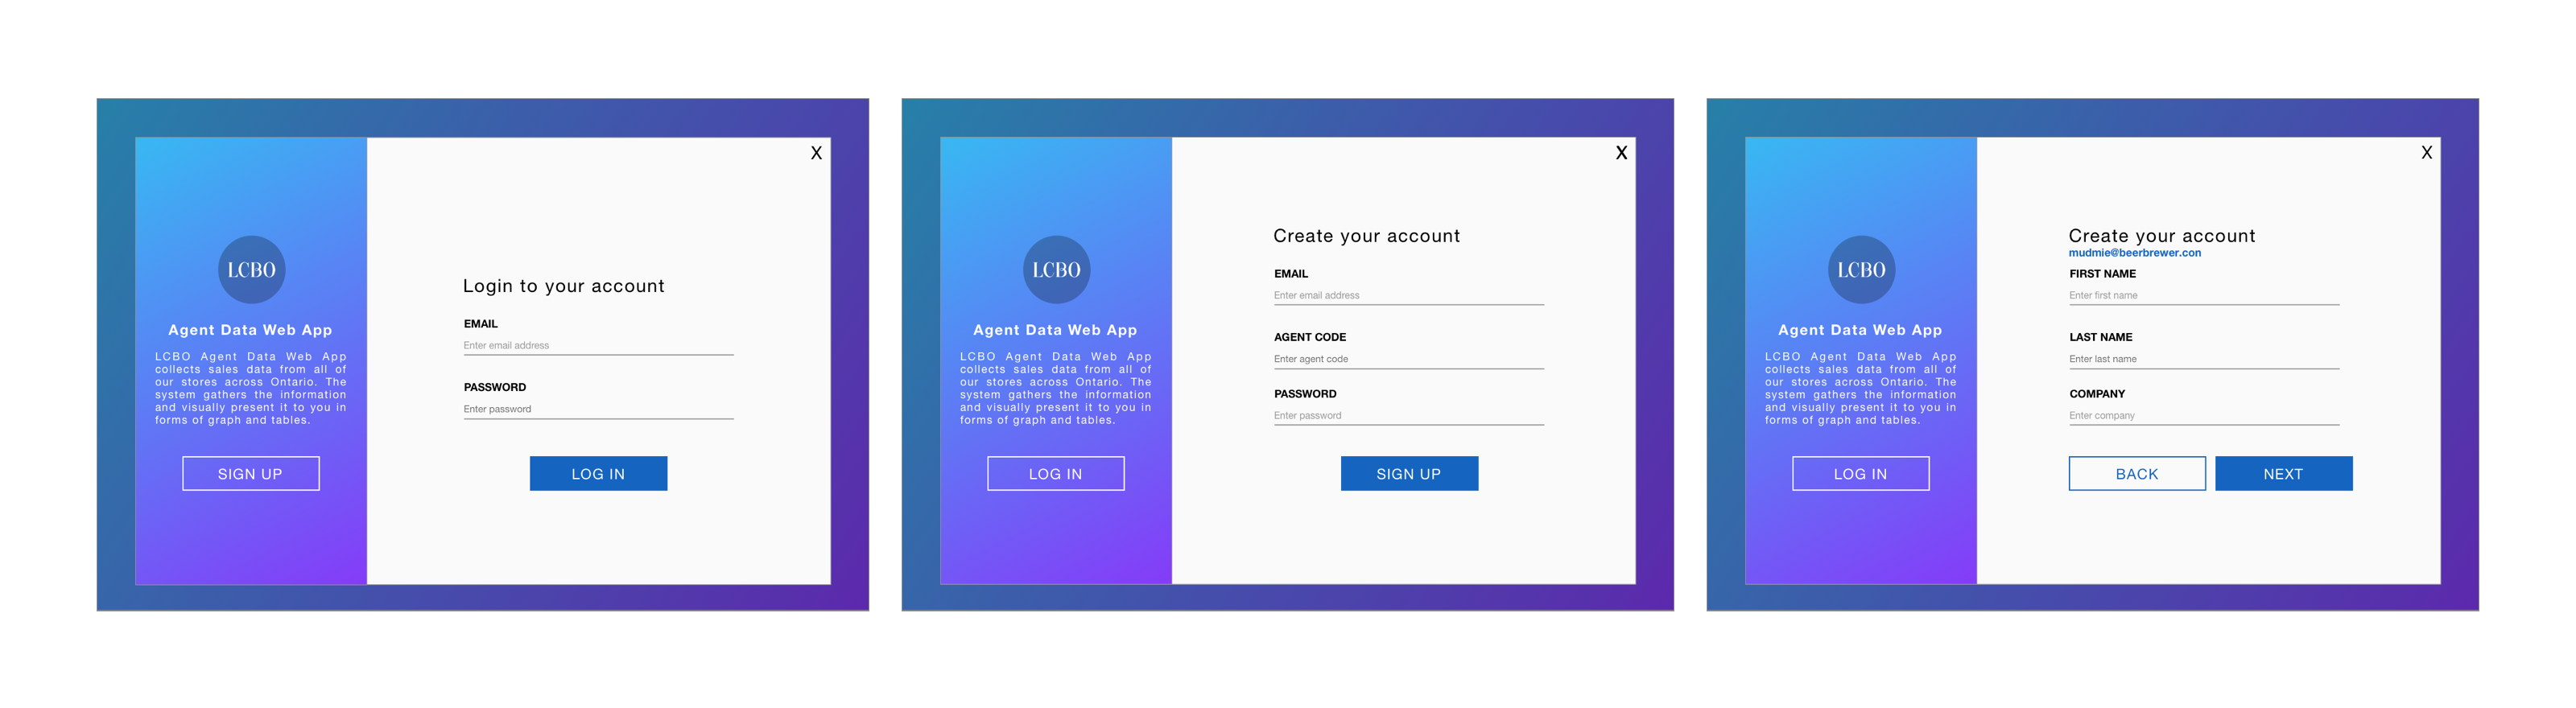 X
LCBO
Agent Data Web App
LCBO Agent Data Web App
collects sales data from all of
our stores across Ontario. The
system gathers the information
and visually present it to you in
forms of graph and tables.
SIGN UP
Login to your account
EMAIL
Enter email address
PASSWORD
Enter password
LOG IN
X
LCBO
Agent Data Web App
LCBO Agent Data Web App
collects sales data from all of
our stores across Ontario. The
system gathers the information
and visually present it to you in
forms of graph and tables.
LOG IN
Create your account
EMAIL
Enter email address
AGENT CODE
Enter agent code
PASSWORD
Enter password
SIGN UP
X
LCBO
Agent Data Web App
LCBO Agent Data Web App
collects sales data from all of
our stores across Ontario. The
system gathers the information
and visually present it to you in
forms of graph and tables.
LOG IN
Create your account
mudmie@beerbrewer.con
FIRST NAME
Enter first name
LAST NAME
Enter last name
COMPANY
Enter company
BACK
NEXT